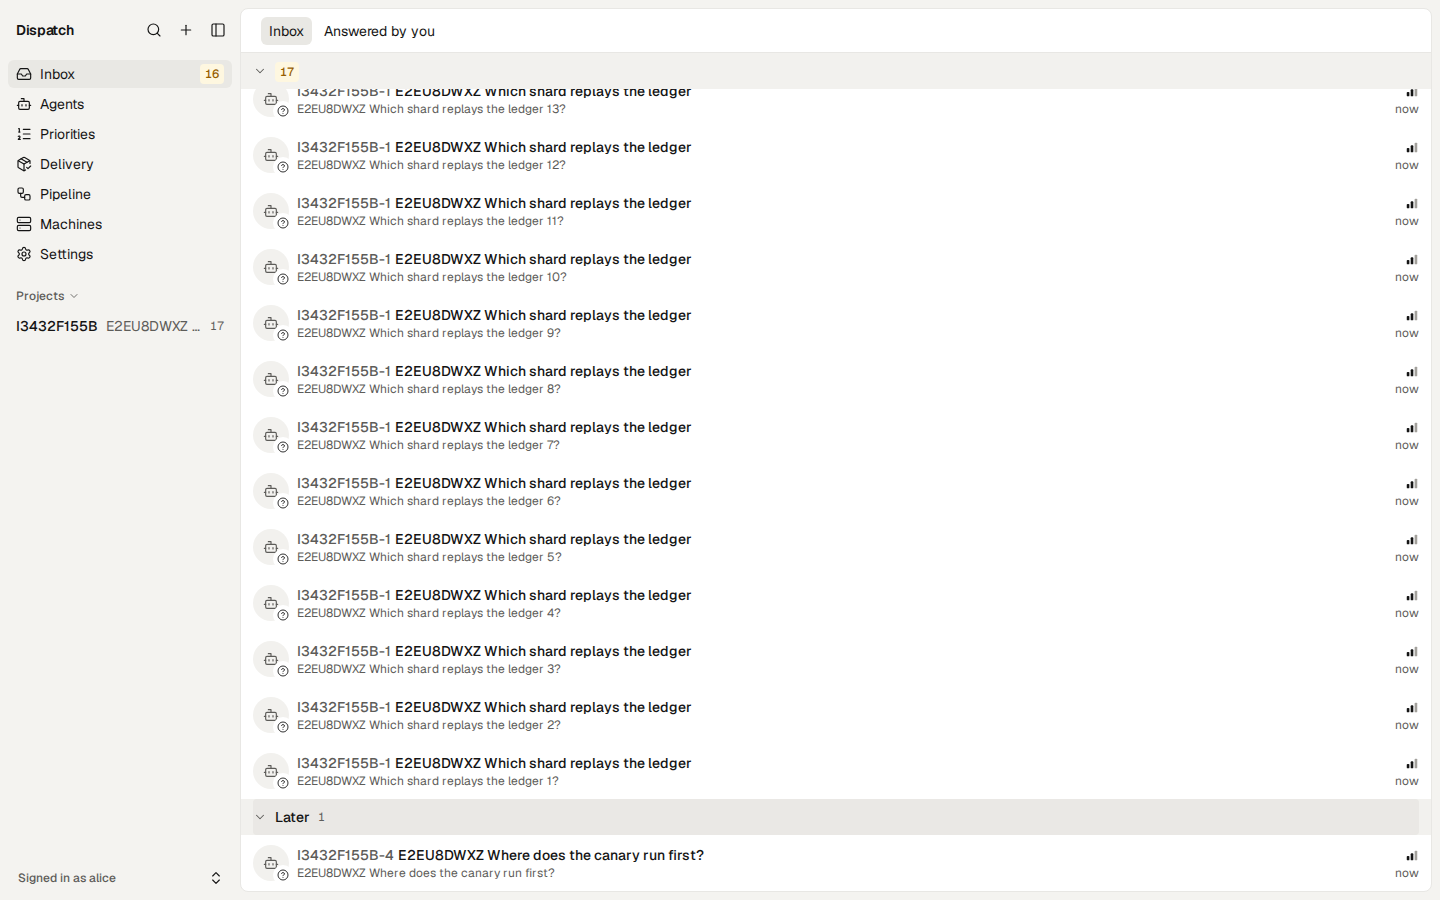 Dispatch
Inbox 16
Agents
Priorities
Delivery
Pipeline
Machines
Settings
Projects
I3432F155B E2EU8DWXZ ... 17
Signed in as alice
Inbox Answered by you
17
I3432F155B-1 E2EU8DWXZ Which shard replays the ledger
E2EU8DWXZ Which shard replays the ledger 13? now
I3432F155B-1 E2EU8DWXZ Which shard replays the ledger
E2EU8DWXZ Which shard replays the ledger 12? now
I3432F155B-1 E2EU8DWXZ Which shard replays the ledger
E2EU8DWXZ Which shard replays the ledger 11? now
I3432F155B-1 E2EU8DWXZ Which shard replays the ledger
E2EU8DWXZ Which shard replays the ledger 10? now
I3432F155B-1 E2EU8DWXZ Which shard replays the ledger
E2EU8DWXZ Which shard replays the ledger 9? now
I3432F155B-1 E2EU8DWXZ Which shard replays the ledger
E2EU8DWXZ Which shard replays the ledger 8? now
I3432F155B-1 E2EU8DWXZ Which shard replays the ledger
E2EU8DWXZ Which shard replays the ledger 7? now
I3432F155B-1 E2EU8DWXZ Which shard replays the ledger
E2EU8DWXZ Which shard replays the ledger 6? now
I3432F155B-1 E2EU8DWXZ Which shard replays the ledger
E2EU8DWXZ Which shard replays the ledger 5? now
I3432F155B-1 E2EU8DWXZ Which shard replays the ledger
E2EU8DWXZ Which shard replays the ledger 4? now
I3432F155B-1 E2EU8DWXZ Which shard replays the ledger
E2EU8DWXZ Which shard replays the ledger 3? now
I3432F155B-1 E2EU8DWXZ Which shard replays the ledger
E2EU8DWXZ Which shard replays the ledger 2? now
I3432F155B-1 E2EU8DWXZ Which shard replays the ledger
E2EU8DWXZ Which shard replays the ledger 1? now
Later 1
I3432F155B-4 E2EU8DWXZ Where does the canary run first?
E2EU8DWXZ Where does the canary run first? now